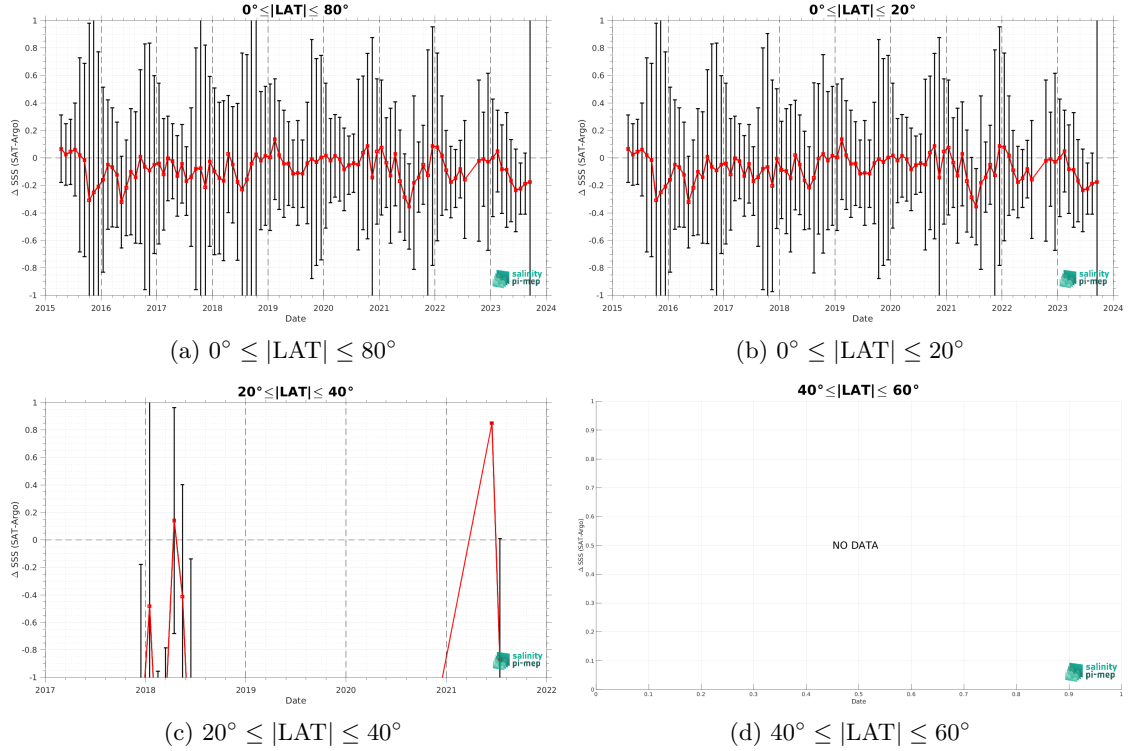 0°≤|LAT|≤ 80°
Δ SSS (SAT-Argo)
1
0.8
0.6
0.4
0.2
0
-0.2
-0.4
-0.6
-0.8
-1
2015 2016 2017 2018 2019 2020 2021 2022 2023 2024
Date
salinity
pi-mep
(a) 0° ≤ |LAT| ≤ 80°
0°≤|LAT|≤ 20°
Δ SSS (SAT-Argo)
1
0.8
0.6
0.4
0.2
0
-0.2
-0.4
-0.6
-0.8
-1
2015 2016 2017 2018 2019 2020 2021 2022 2023 2024
Date
salinity
pi-mep
(b) 0° ≤ |LAT| ≤ 20°
20°≤|LAT|≤ 40°
Δ SSS (SAT-Argo)
1
0.8
0.6
0.4
0.2
0
-0.2
-0.4
-0.6
-0.8
-1
2017 2018 2019 2020 2021 2022
Date
salinity
pi-mep
(c) 20° ≤ |LAT| ≤ 40°
40°≤|LAT|≤ 60°
Δ SSS (SAT-Argo)
1
0.9
0.8
0.7
0.6
0.5
0.4
0.3
0.2
0.1
0
NO DATA
0 0.1 0.2 0.3 0.4 0.5 0.6 0.7 0.8 0.9 1
Date
salinity
pi-mep
(d) 40° ≤ |LAT| ≤ 60°